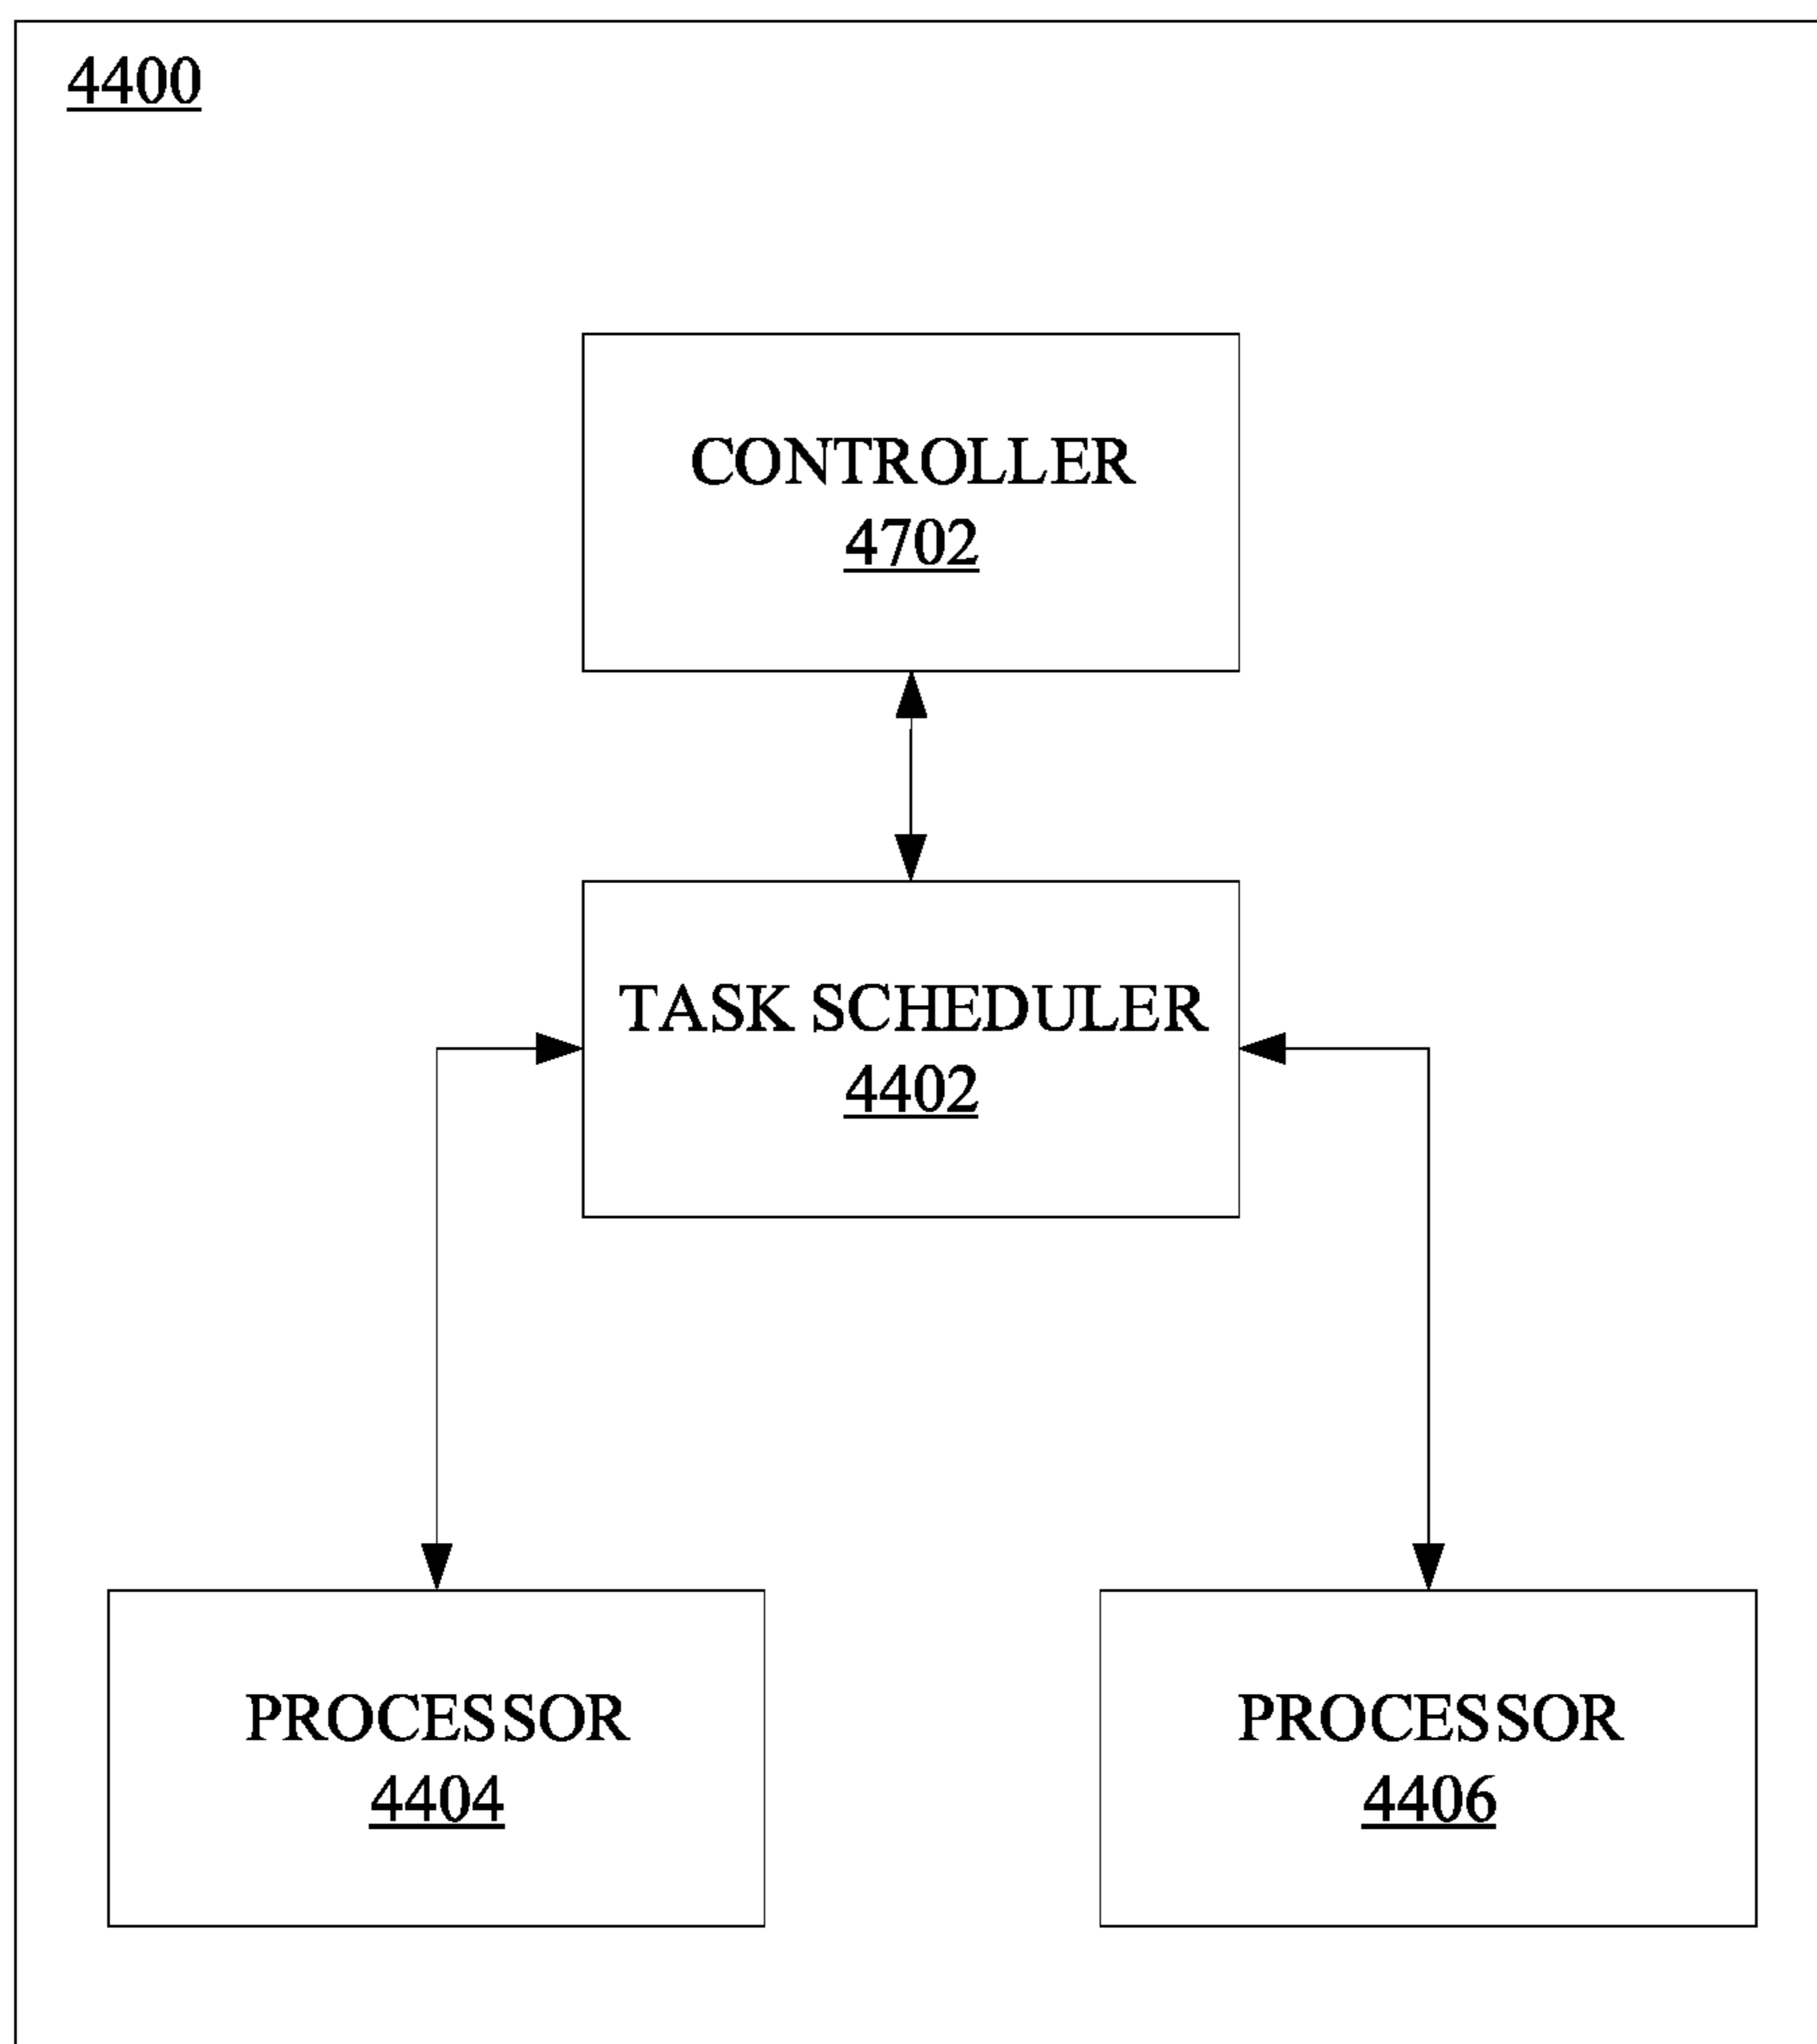 4400
CONTROLLER
4702
TASK SCHEDULER
4402
PROCESSOR
4404
PROCESSOR
4406